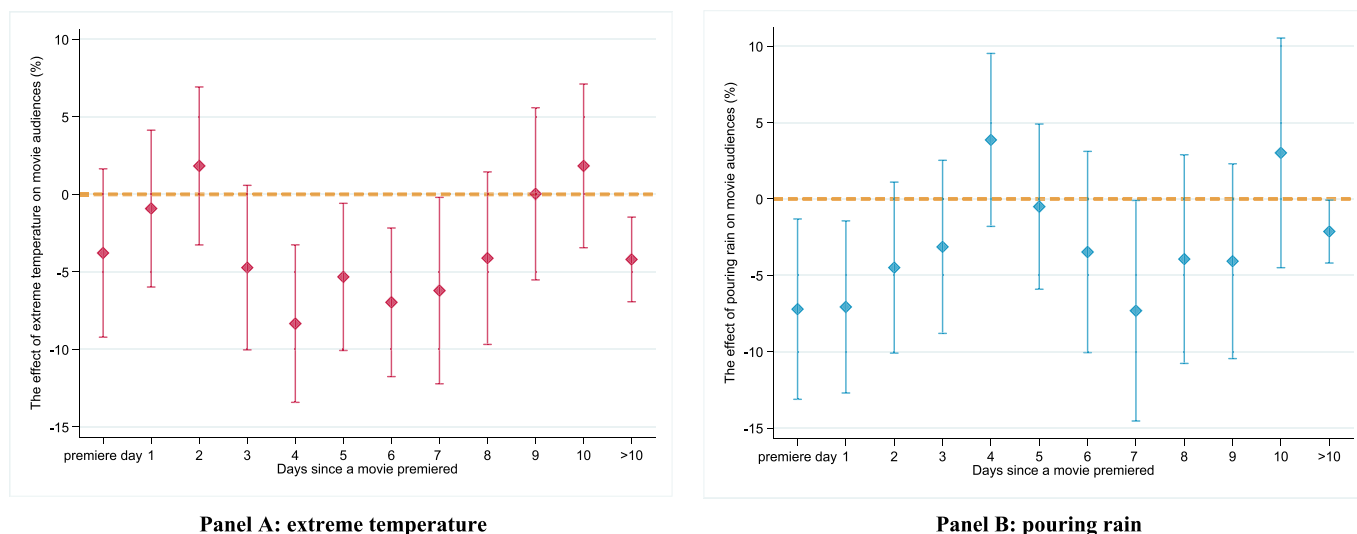 The effect of extreme temperature on movie audiences (%)
10
5
0
-5
-10
-15
premiere day 1 2 3 4 5 6 7 8 9 10 >10
Days since a movie premiered
Panel A: extreme temperature
The effect of pouring rain on movie audiences (%)
10
5
0
-5
-10
-15
premiere day 1 2 3 4 5 6 7 8 9 10 >10
Days since a movie premiered
Panel B: pouring rain